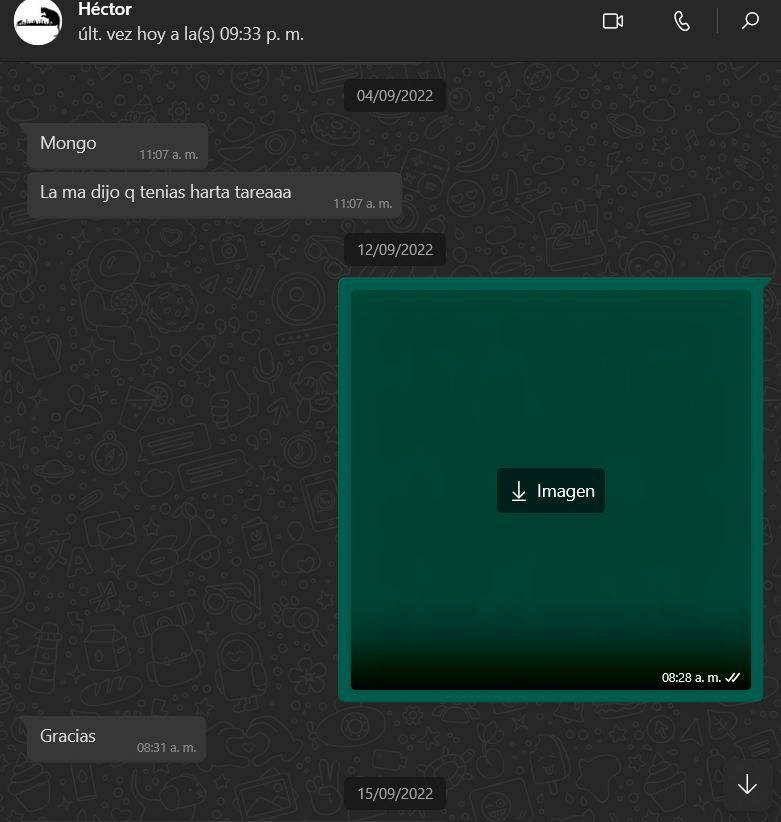 Héctor
últ. vez hoy a la(s) 09:33 p. m.
04/09/2022
Mongo
11:07 a. m.
La ma dijo q tenias harta tareaaa
11:07 a. m.
12/09/2022
Imagen
08:28 a. m.
Gracias
08:31 a. m.
15/09/2022